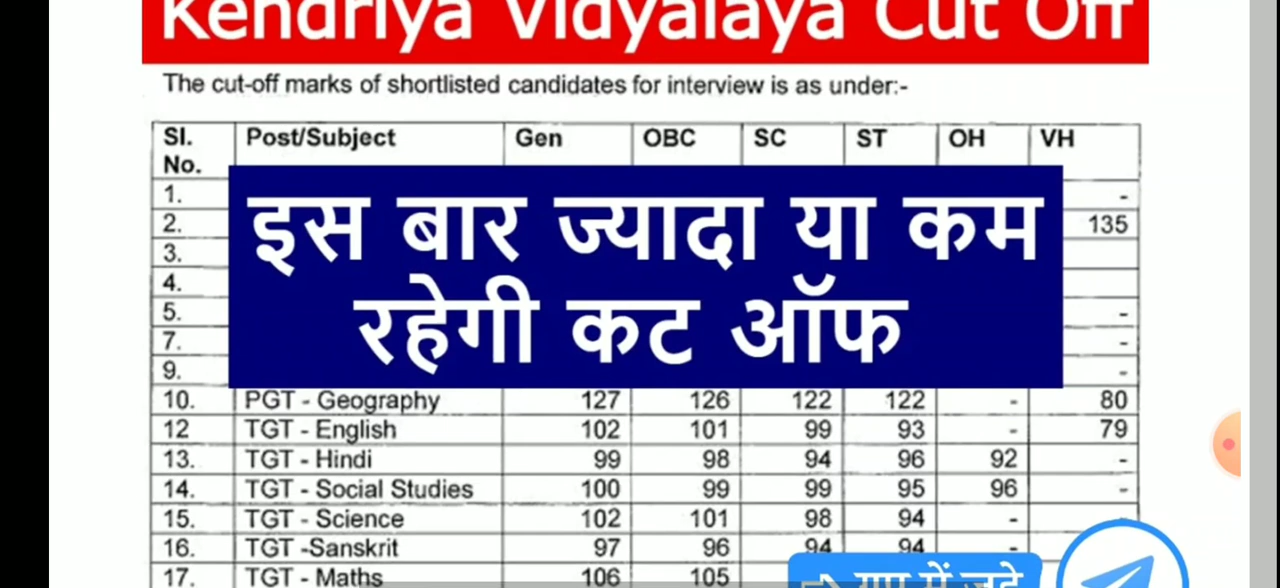 Kendriya Vidyalaya Cut Off
The cut-off marks of shortlisted candidates for interview is as under:-
Sl. No. Post/Subject Gen OBC SC ST OH VH
1. -
2. 135
3.
4.
5. -
7. -
9. -
इस बार ज्यादा या कम
रहेगी कट ऑफ
10. PGT - Geography 127 126 122 122 - 80
12 TGT - English 102 101 99 93 - 79
13. TGT - Hindi 99 98 94 96 92 -
14. TGT - Social Studies 100 99 99 95 96 -
15. TGT - Science 102 101 98 94 -
16. TGT -Sanskrit 97 96 94 94 -
17. TGT - Maths 106 105